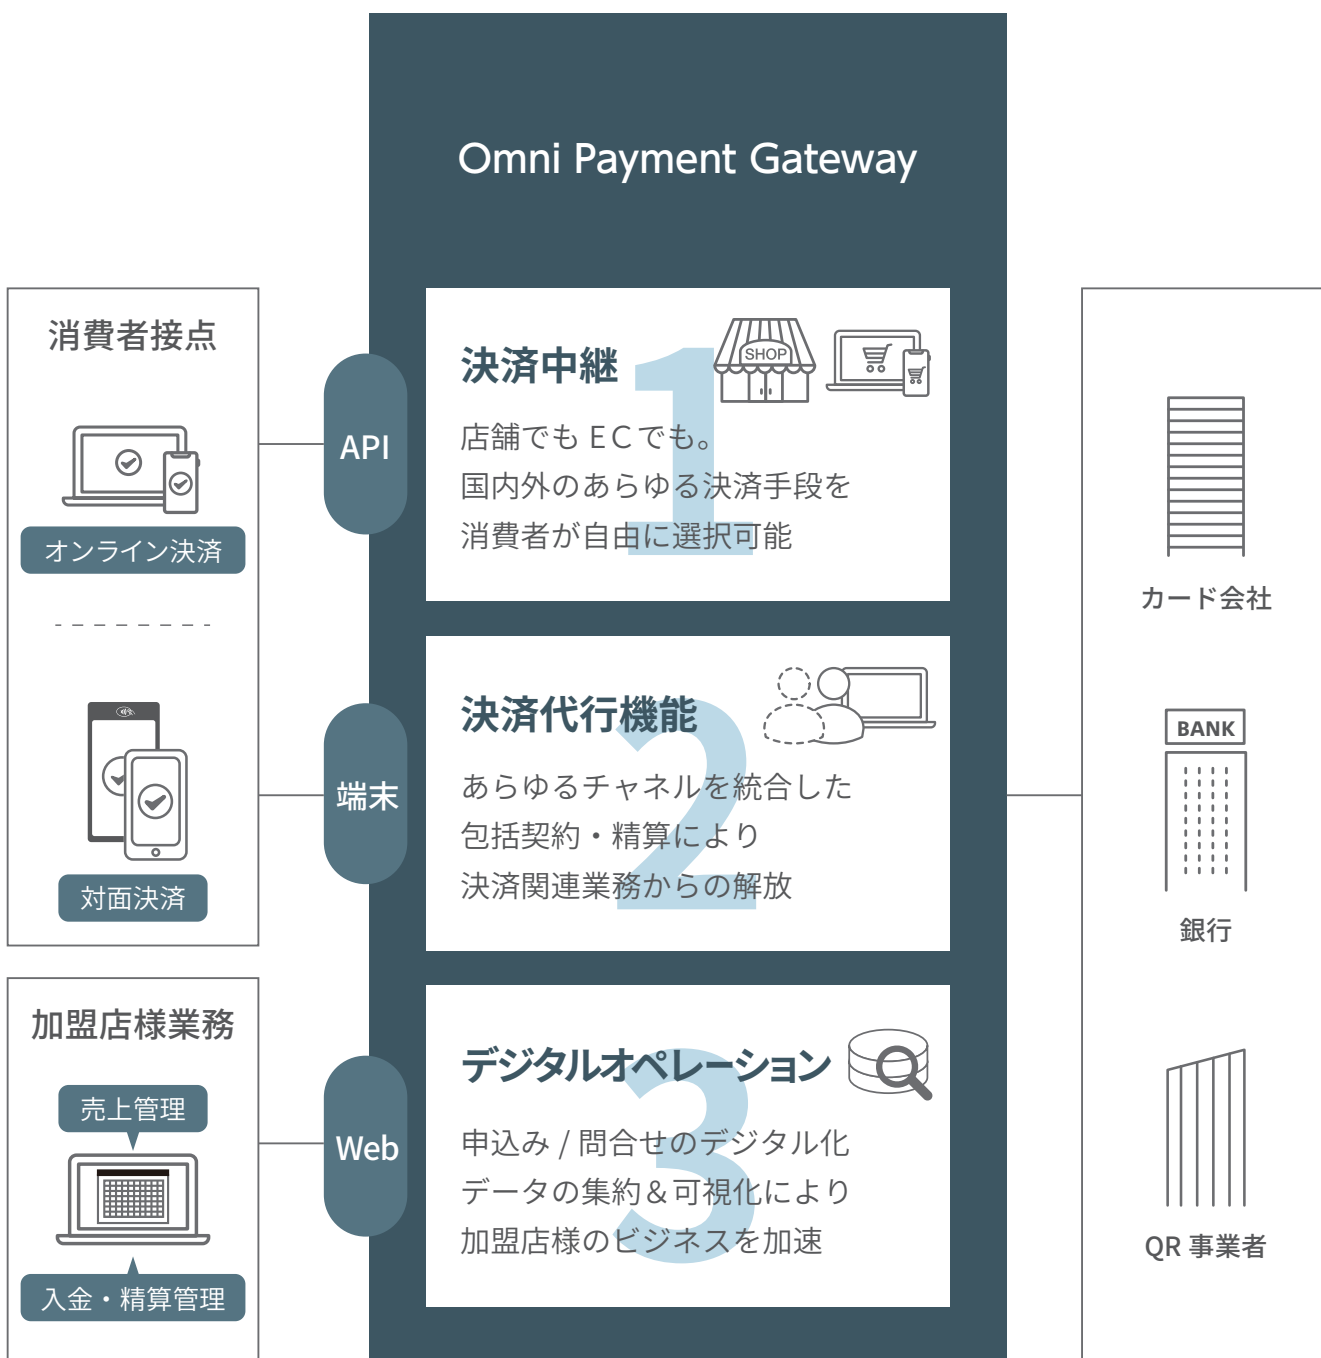 Omni Payment Gateway
消費者接点
オンライン決済
対面決済
加盟店様業務
売上管理
入金・精算管理
API
端末
Web
決済中継
SHOP
1
店舗でも ECでも。
国内外のあらゆる決済手段を
消費者が自由に選択可能
決済代行機能
2
あらゆるチャネルを統合した
包括契約・精算により
決済関連業務からの解放
デジタルオペレーション
3
申込み / 問合せのデジタル化
データの集約&可視化により
加盟店様のビジネスを加速
カード会社
BANK
銀行
QR 事業者